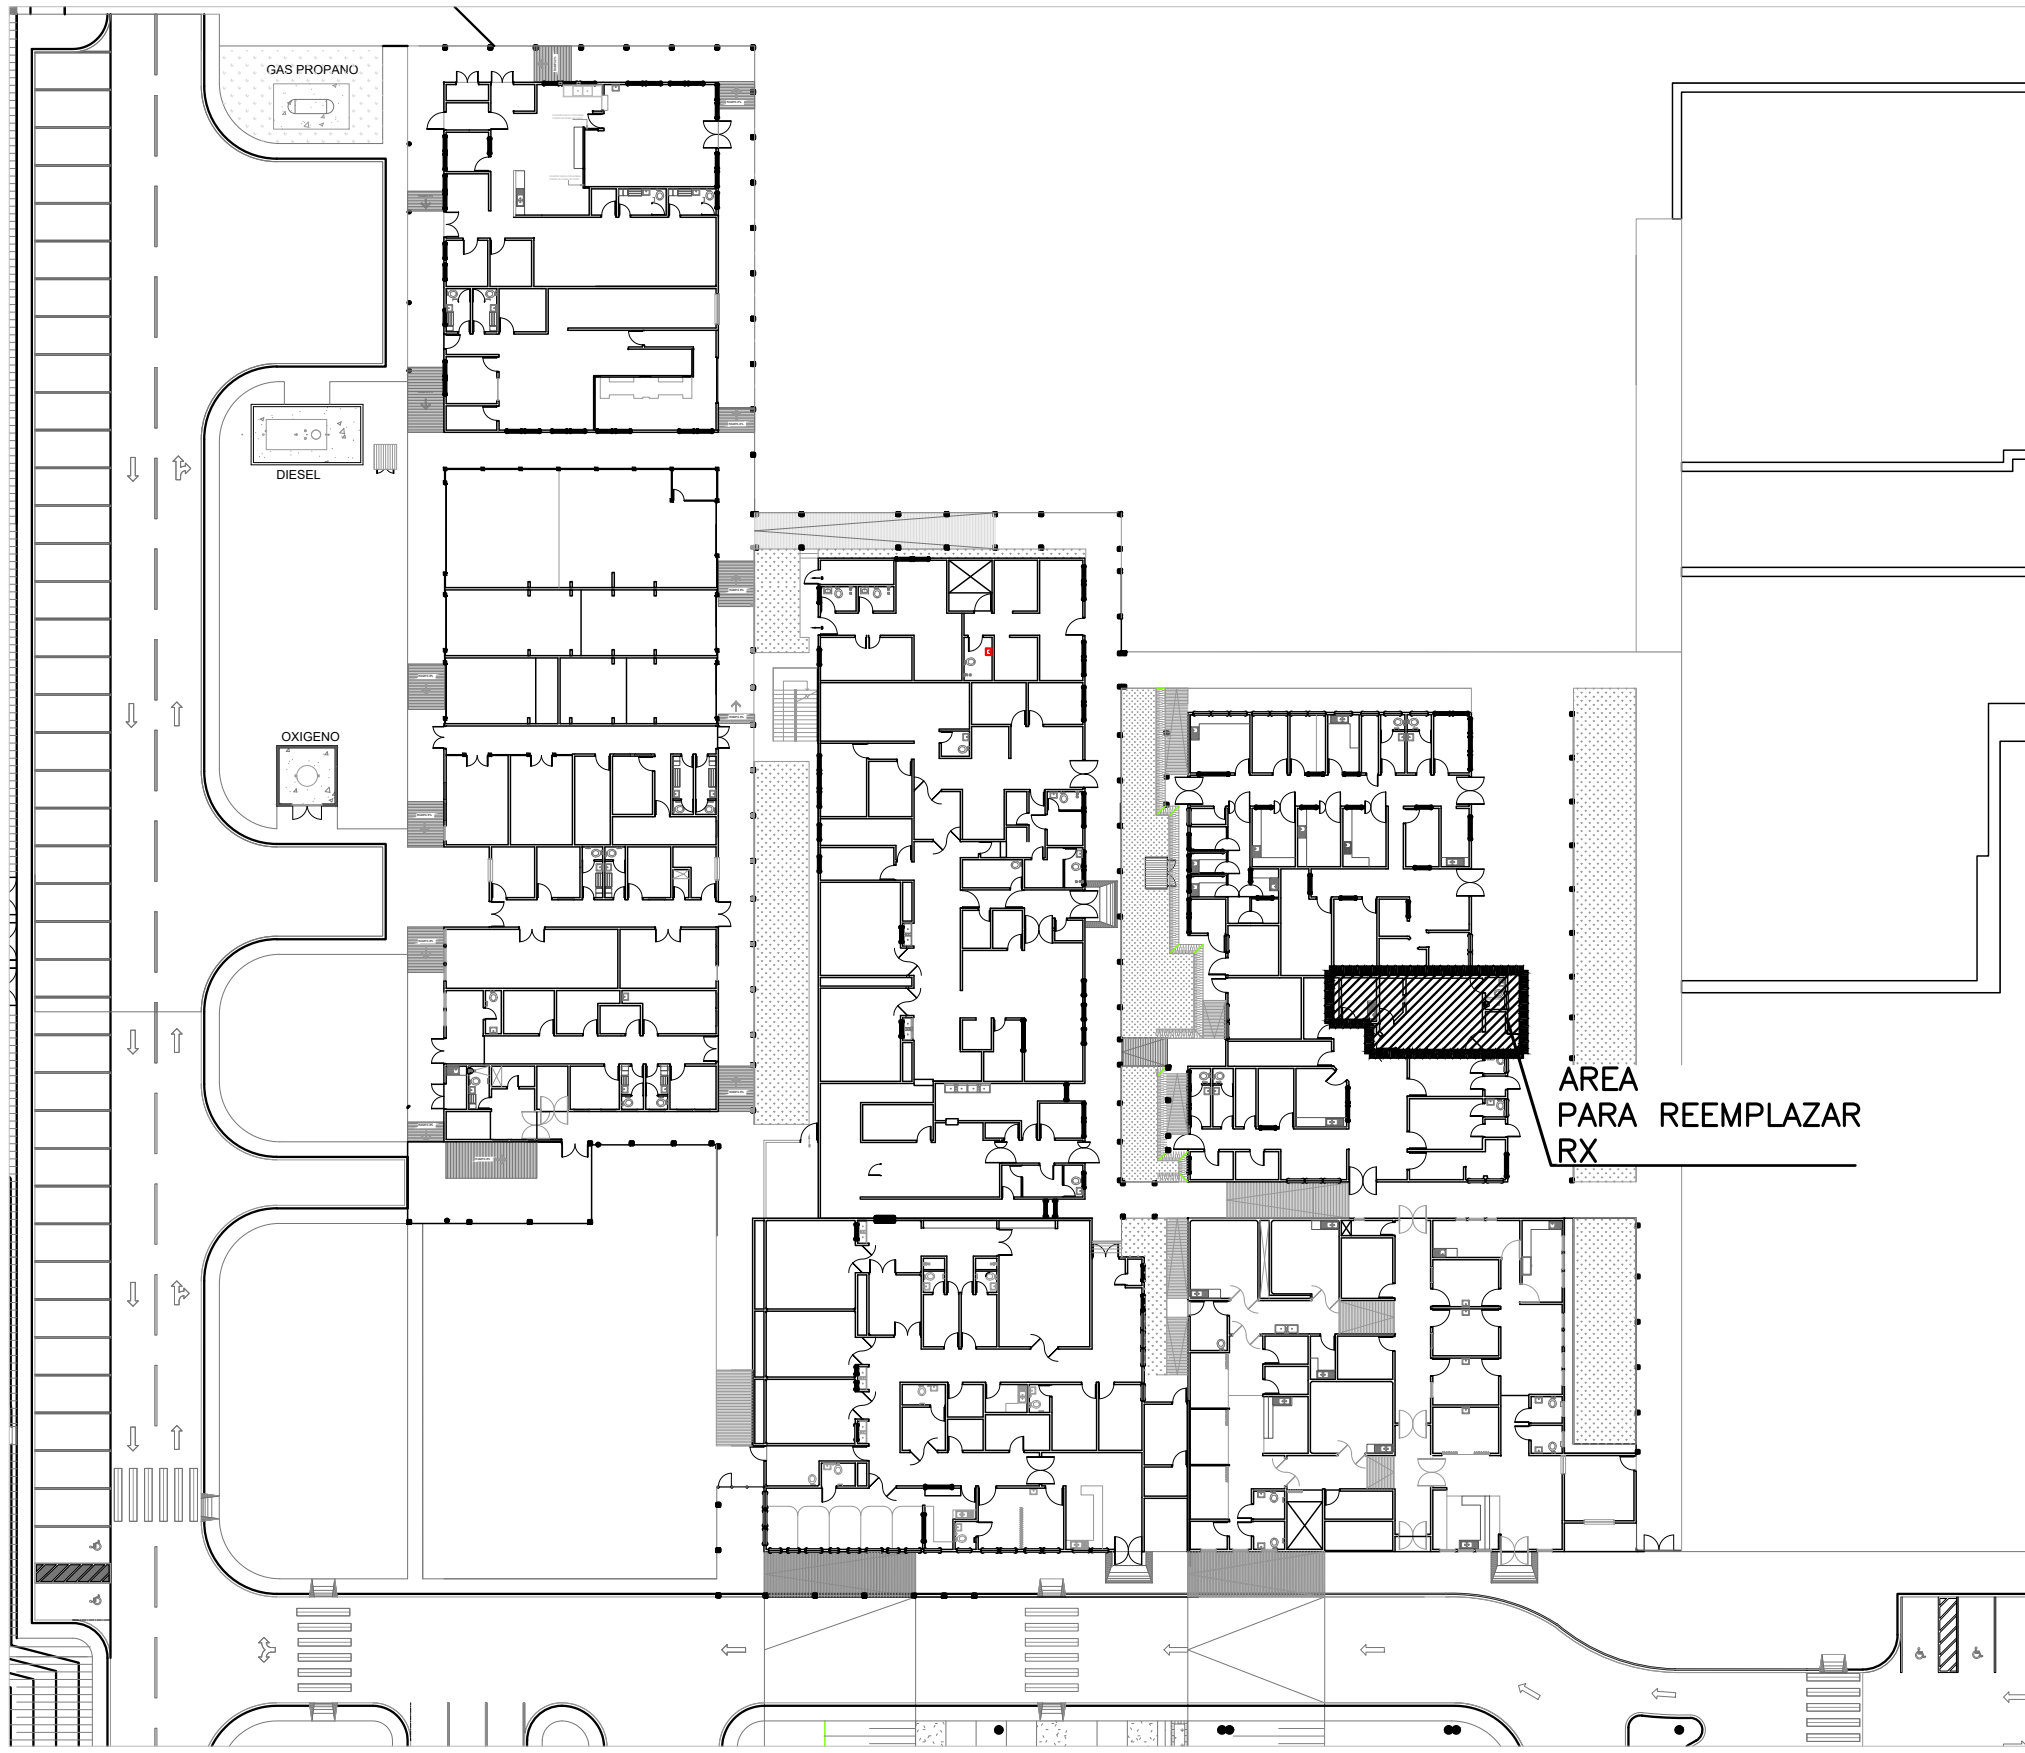 GAS PROPANO
DIESEL
OXIGENO
AREA
PARA REEMPLAZAR
RX